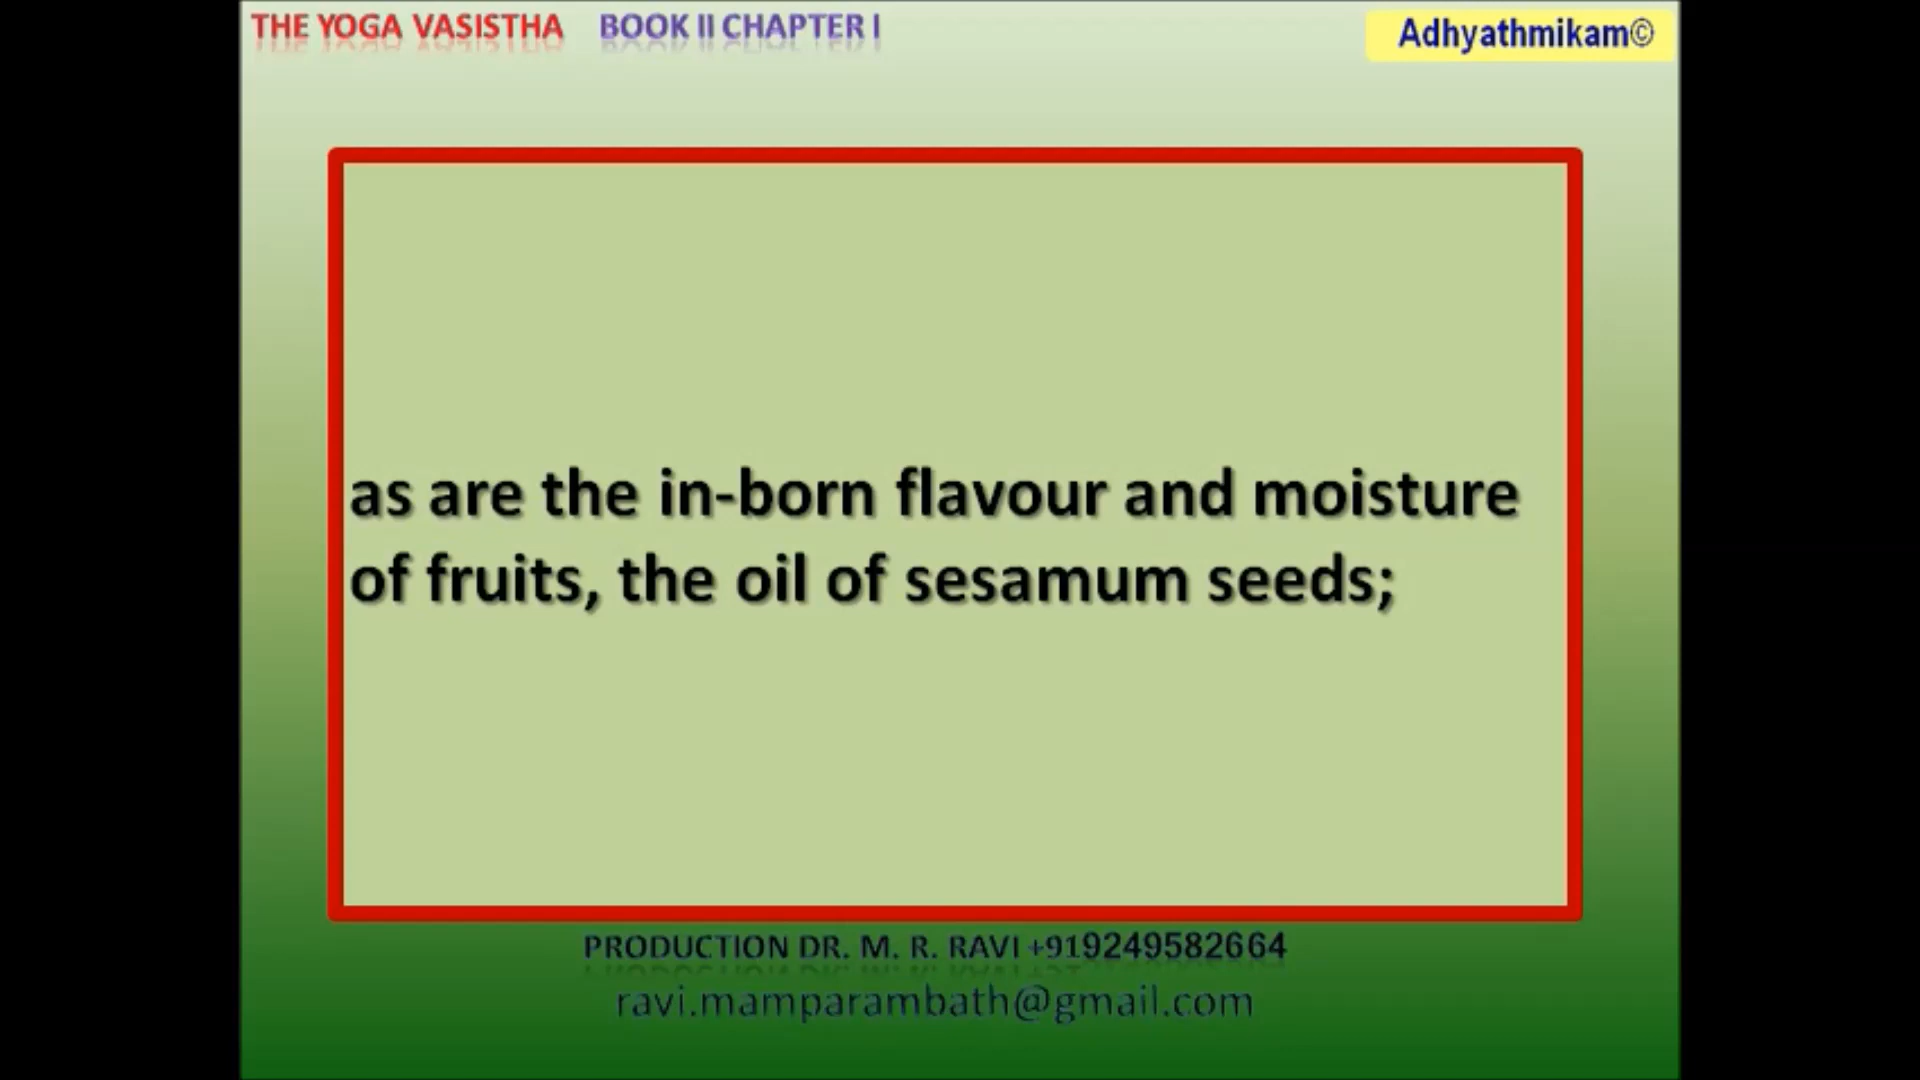 THE YOGA VASISTHA BOOK II CHAPTER I
Adhyathmikam©
as are the in-born flavour and moisture
of fruits, the oil of sesamum seeds;
PRODUCTION DR. M. R. RAVI +919249582664
ravi.mamparambath@gmail.com